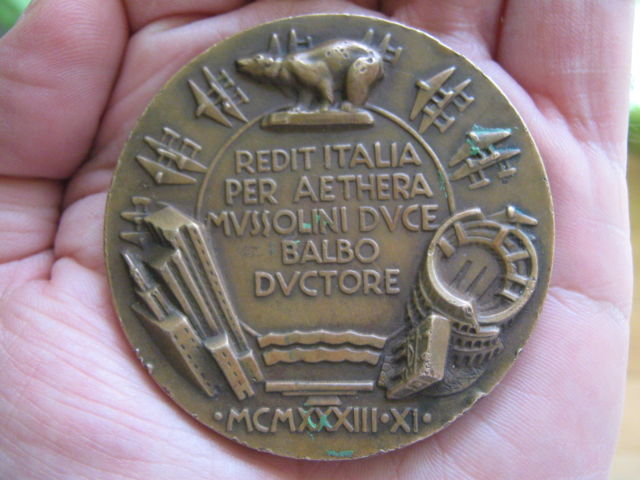 REDIT ITALIA
PER AETHERA
MVSSOLINI DVCE
BALBO
DVCTORE
·MCMXXXIII·XI·